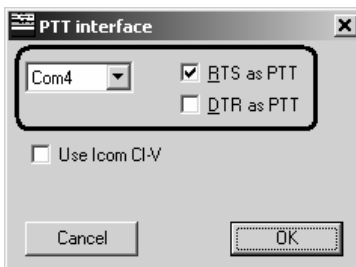 PTT interface
Com4
RTS as PTT
DTR as PTT
Use Icom CI-V
Cancel
OK